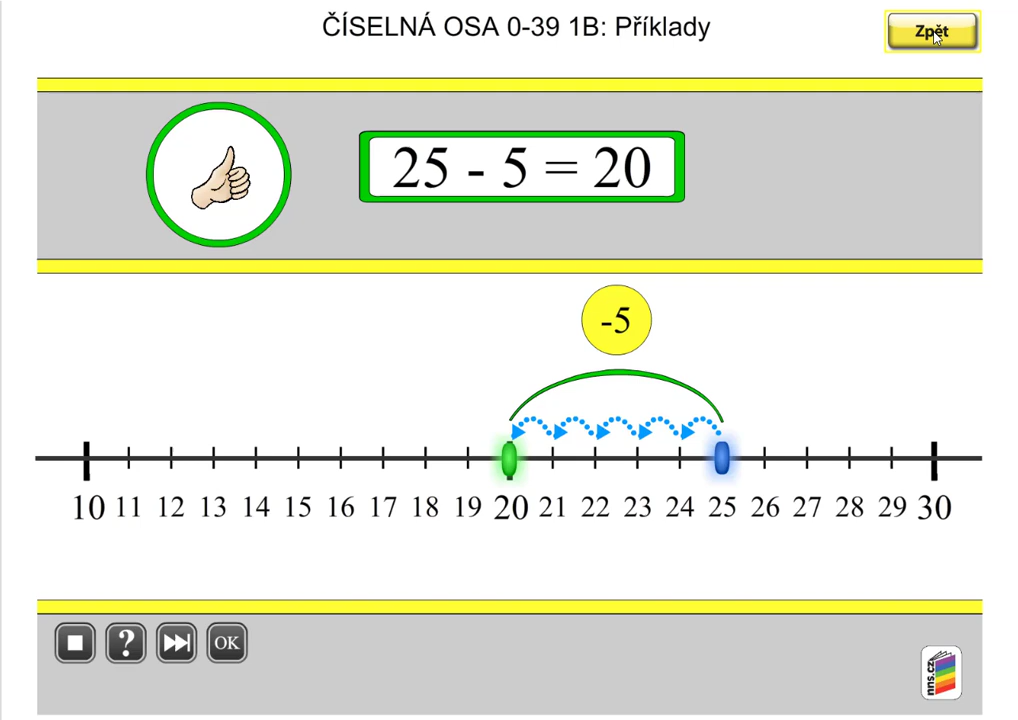 ČÍSELNÁ OSA 0-39 1B: Příklady
Zpět
25 - 5 = 20
-5
10 11 12 13 14 15 16 17 18 19 20 21 22 23 24 25 26 27 28 29 30
?
OK
nns.cz